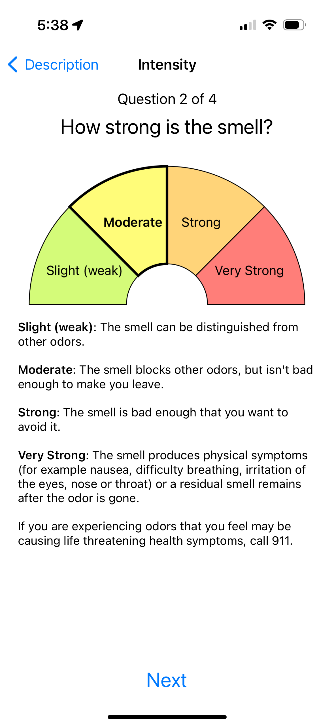 5:38
Description
Intensity
Question 2 of 4
How strong is the smell?
Moderate
Strong
Slight (weak)
Very Strong
Slight (weak): The smell can be distinguished from
other odors.
Moderate: The smell blocks other odors, but isn't bad
enough to make you leave.
Strong: The smell is bad enough that you want to
avoid it.
Very Strong: The smell produces physical symptoms
(for example nausea, difficulty breathing, irritation of
the eyes, nose or throat) or a residual smell remains
after the odor is gone.
If you are experiencing odors that you feel may be
causing life threatening health symptoms, call 911.
Next